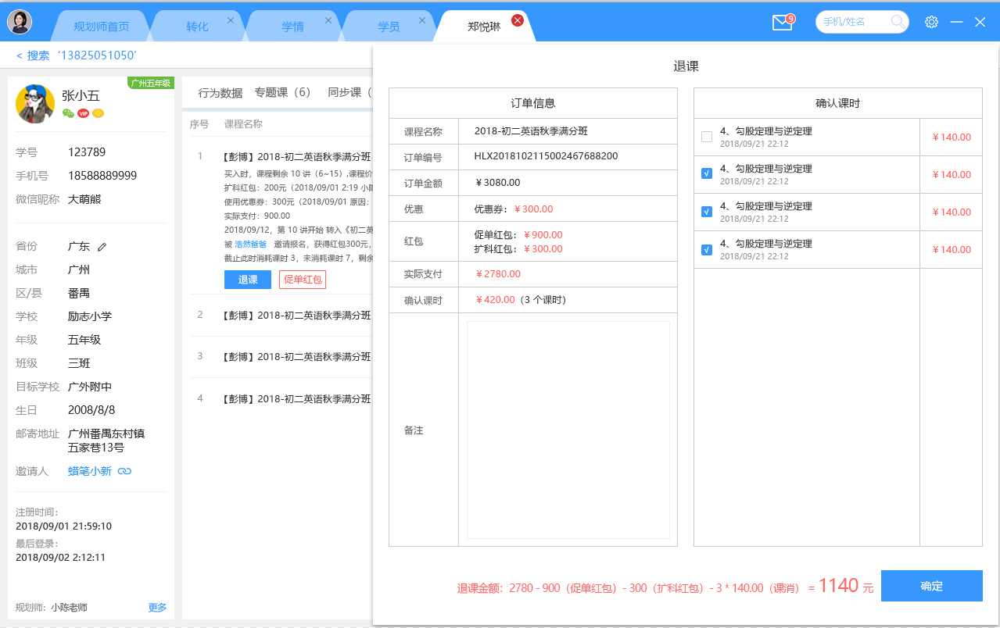 规划师首页
转化
学情
学员
郑悦琳
9
手机/姓名
< 搜索 ‘13825051050’
广州五年级
张小五
VIP
学号 123789
手机号 18588889999
微信昵称 大萌熊
省份 广东
城市 广州
区/县 番禺
学校 励志小学
年级 五年级
班级 三班
目标学校 广外附中
生日 2008/8/8
邮寄地址 广州番禺东村镇
五家巷13号
邀请人 蜡笔小新
注册时间：
2018/09/01 21:59:10
最后登录：
2018/09/02 2:12:11
规划师：小陈老师 更多
行为数据 专题课（6） 同步课（
序号 课程名称
1 【彭博】2018-初二英语秋季满分班
买入时，课程剩余 10 讲（6~15）,课程价
扩科红包：200元（2018/09/01 2:19 小陈
使用优惠券：300元（2018/09/01 原因：
实际支付：900.00
2018/09/12，第 10 讲开始 转入《初二英
被 浩然爸爸 邀请报名，获得红包300元，
截止此时消耗课时 3，未消耗课时 7，剩余
退课 促单红包
2 【彭博】2018-初二英语秋季满分班
3 【彭博】2018-初二英语秋季满分班
4 【彭博】2018-初二英语秋季满分班
退课
订单信息
课程名称 2018-初二英语秋季满分班
订单编号 HLX2018102115002467688200
订单金额 ￥3080.00
优惠 优惠券：￥300.00
红包 促单红包：￥900.00
扩科红包：￥300.00
实际支付 ￥2780.00
确认课时 ￥420.00（3 个课时）
备注
确认课时
4、勾股定理与逆定理 ￥140.00
2018/09/21 22:12
4、勾股定理与逆定理 ￥140.00
2018/09/21 22:12
4、勾股定理与逆定理 ￥140.00
2018/09/21 22:12
4、勾股定理与逆定理 ￥140.00
2018/09/21 22:12
退课金额：2780 - 900（促单红包）- 300（扩科红包）- 3 * 140.00（课消） = 1140 元
确定